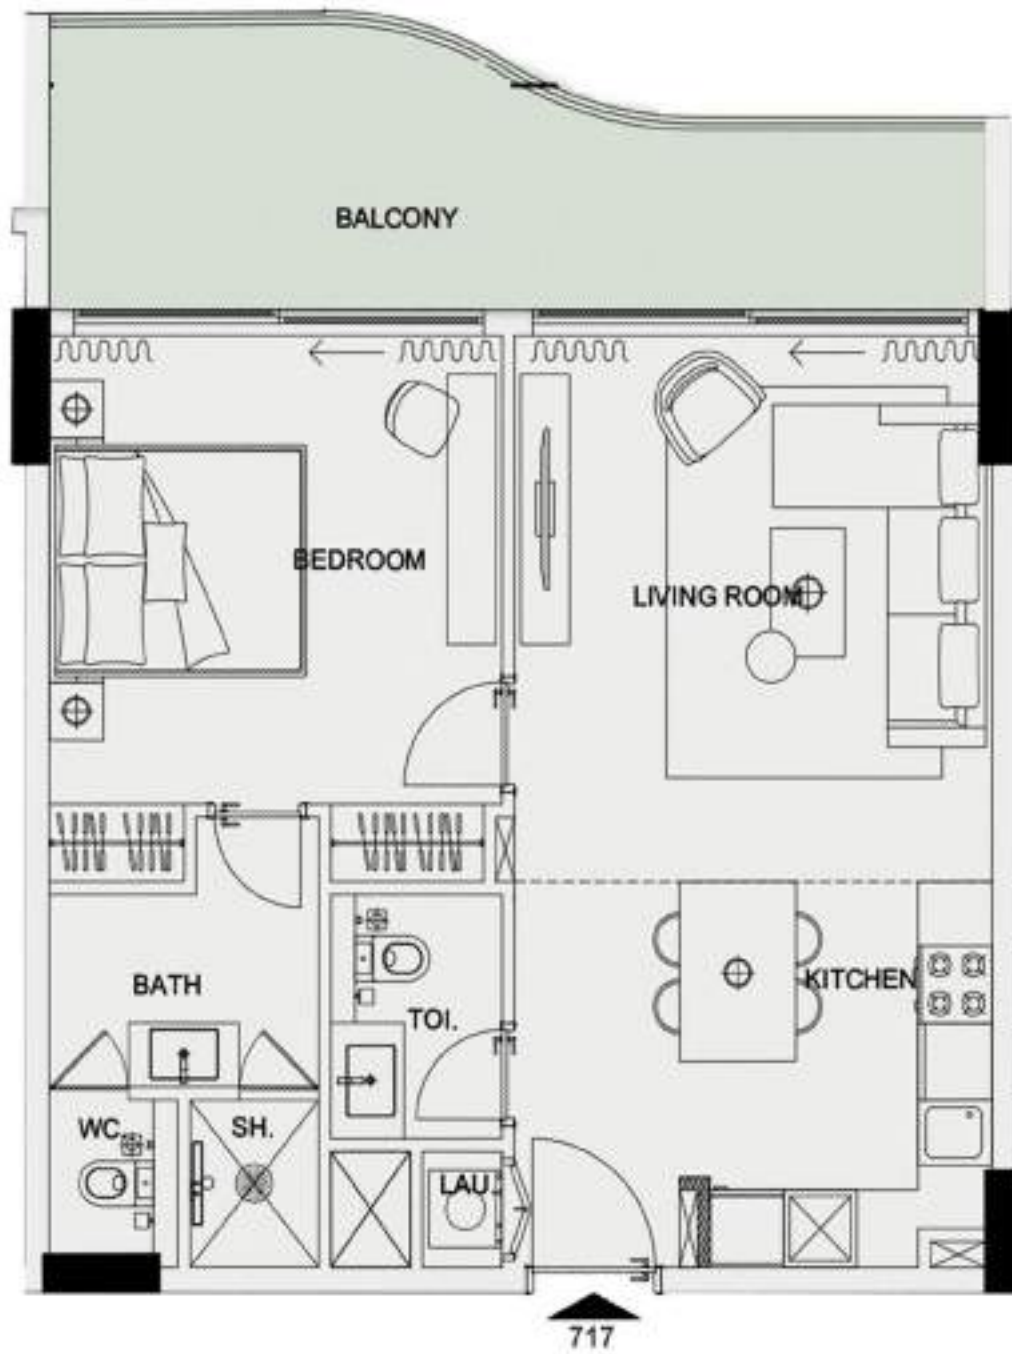 BALCONY
BEDROOM
LIVING ROOM
BATH
KITCHEN
TOI.
WC
SH.
LAU
717